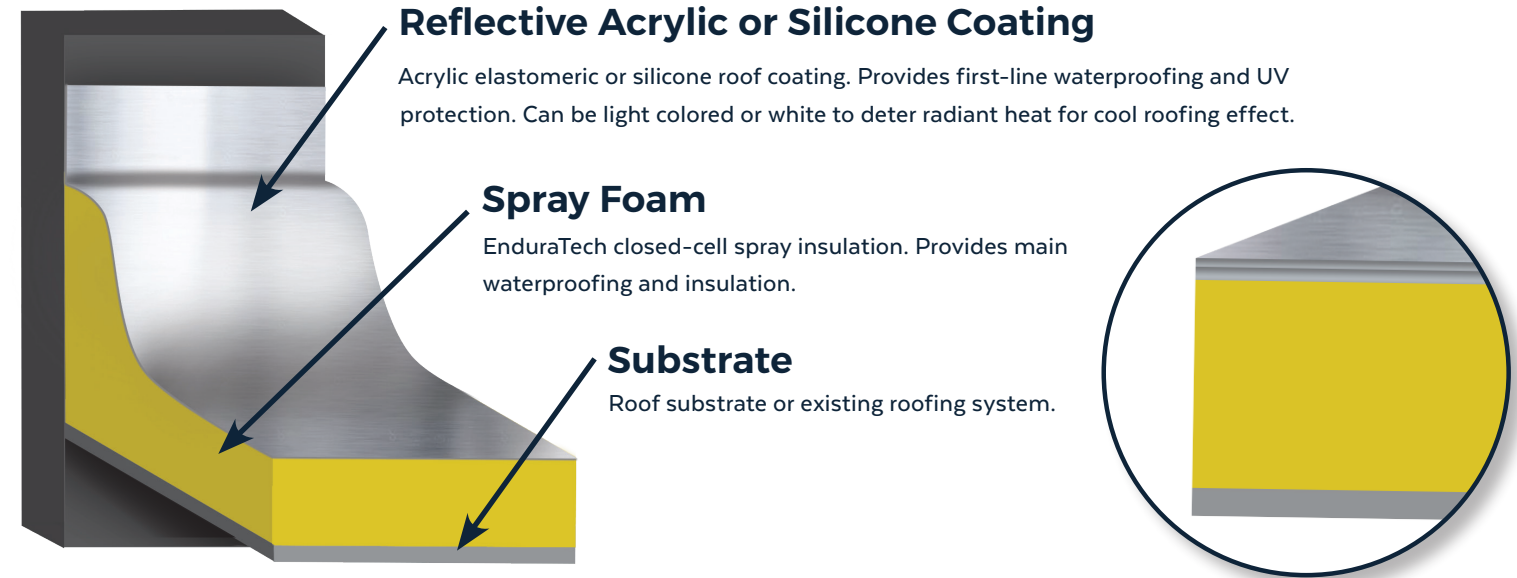 Reflective Acrylic or Silicone Coating
Acrylic elastomeric or silicone roof coating. Provides first-line waterproofing and UV
protection. Can be light colored or white to deter radiant heat for cool roofing effect.
Spray Foam
EnduraTech closed-cell spray insulation. Provides main
waterproofing and insulation.
Substrate
Roof substrate or existing roofing system.